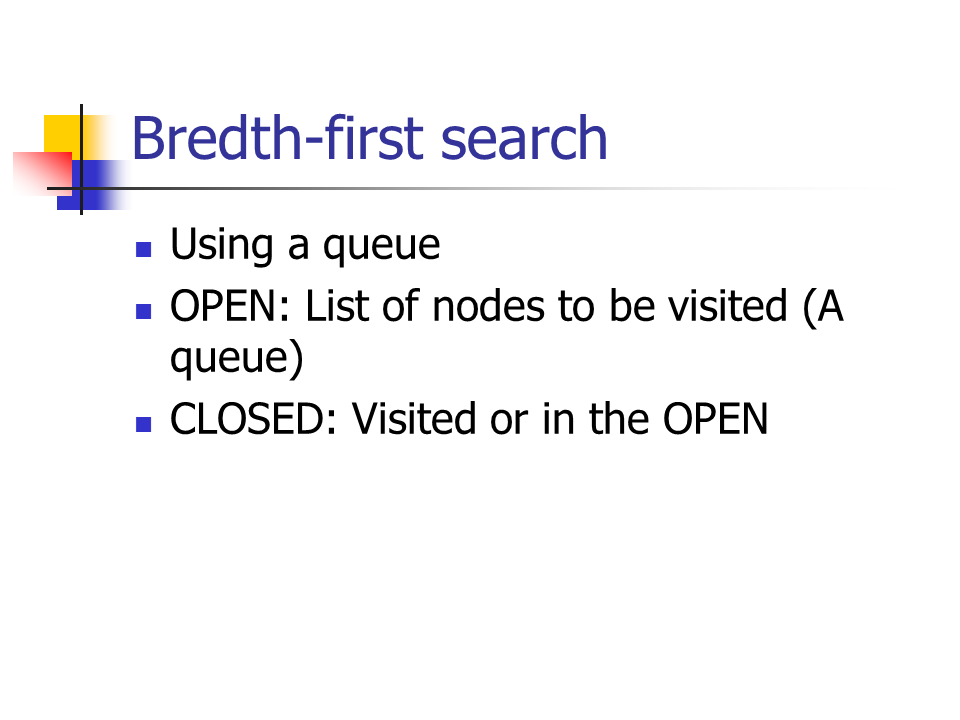 Bredth-first search
Using a queue
OPEN: List of nodes to be visited (A
queue)
CLOSED: Visited or in the OPEN